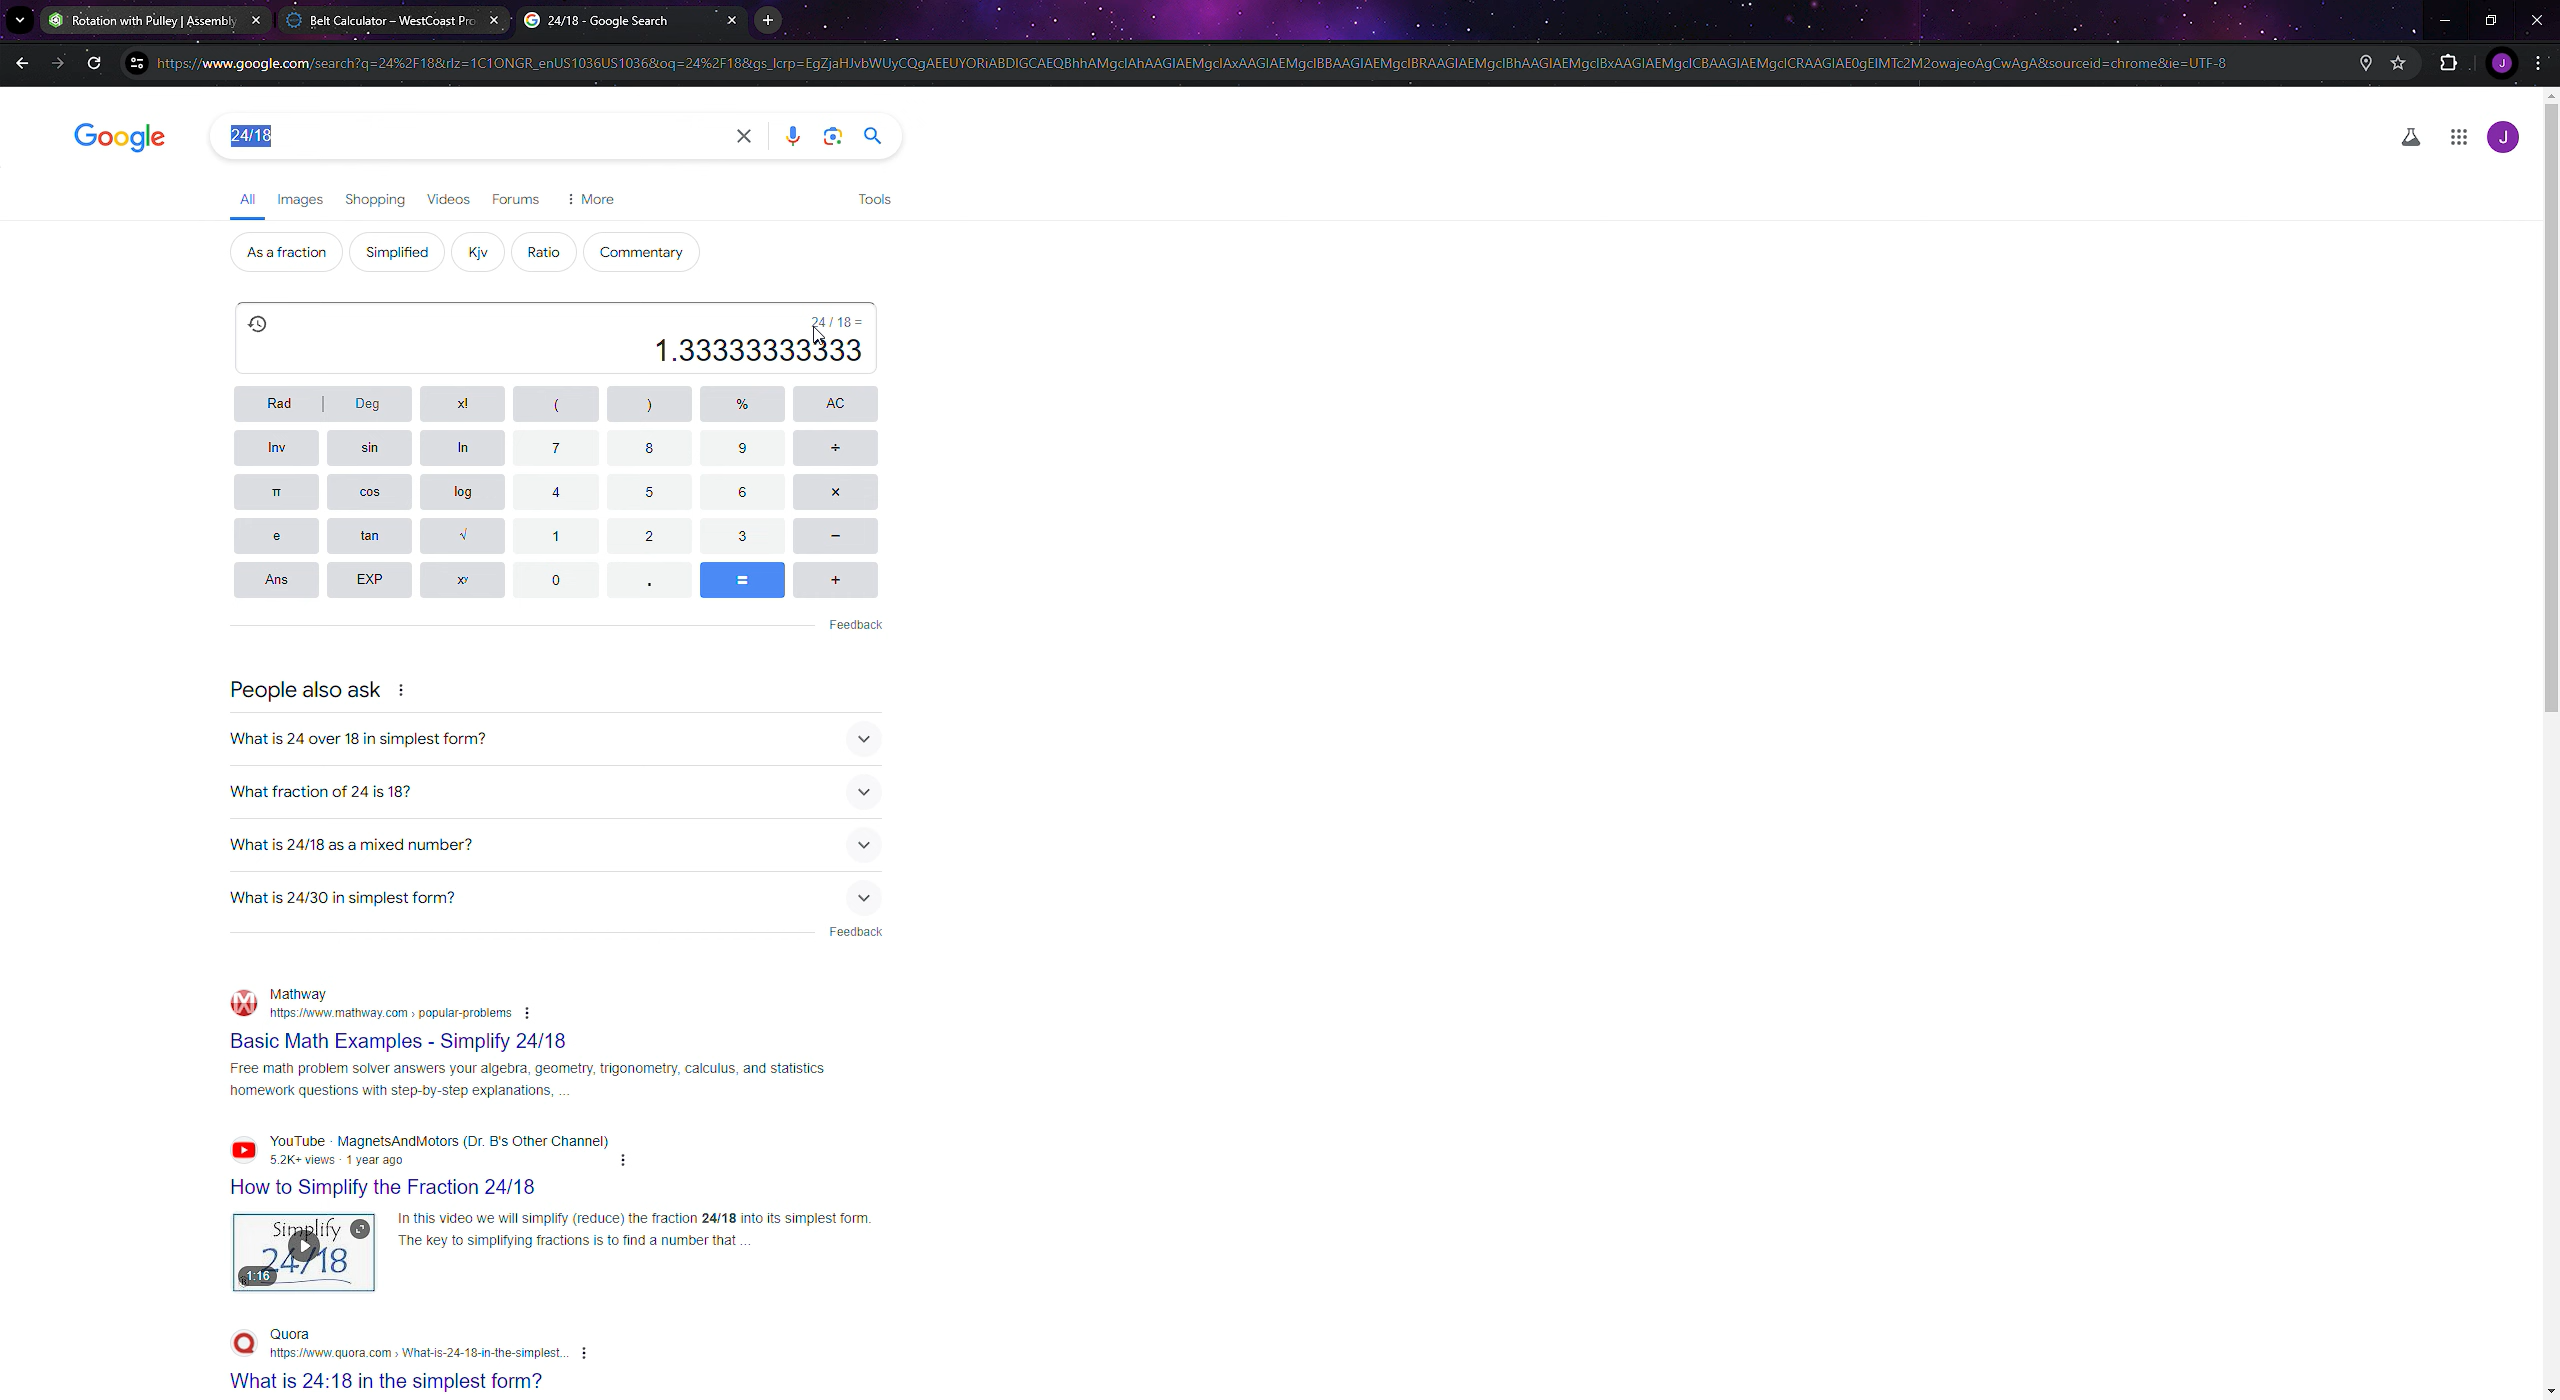 Rotation with Pulley | Assembly
Belt Calculator – WestCoast Pro
24/18 - Google Search
https://www.google.com/search?q=24%2F18&rlz=1C1ONGR_enUS1036US1036&oq=24%2F18&gs_lcrp=EgZjaHJvbWUyCQgAEEUYORiABDIGCAEQBhhAMgcIAhAAGIAEMgcIAxAAGIAEMgcIBBAAGIAEMgcIBRAAGIAEMgcIBhAAGIAEMgcIBxAAGIAEMgcICBAAGIAEMgcICRAAGIAE0gEIMTc2M2owajeoAgCwAgA&sourceid=chrome&ie=UTF-8
J
Google
24/18
J
All Images Shopping Videos Forums More Tools
As a fraction Simplified Kjv Ratio Commentary
24 / 18 =
1.33333333333
Rad | Deg x! ( ) % AC
Inv sin ln 7 8 9 ÷
π cos log 4 5 6 ×
e tan √ 1 2 3 −
Ans EXP xʸ 0 . = +
Feedback
People also ask
What is 24 over 18 in simplest form?
What fraction of 24 is 18?
What is 24/18 as a mixed number?
What is 24/30 in simplest form?
Feedback
Mathway
https://www.mathway.com › popular-problems
Basic Math Examples - Simplify 24/18
Free math problem solver answers your algebra, geometry, trigonometry, calculus, and statistics
homework questions with step-by-step explanations, ...
YouTube · MagnetsAndMotors (Dr. B's Other Channel)
5.2K+ views · 1 year ago
How to Simplify the Fraction 24/18
Simplify
24/18
1:16
In this video we will simplify (reduce) the fraction 24/18 into its simplest form.
The key to simplifying fractions is to find a number that ...
Quora
https://www.quora.com › What-is-24-18-in-the-simplest...
What is 24:18 in the simplest form?